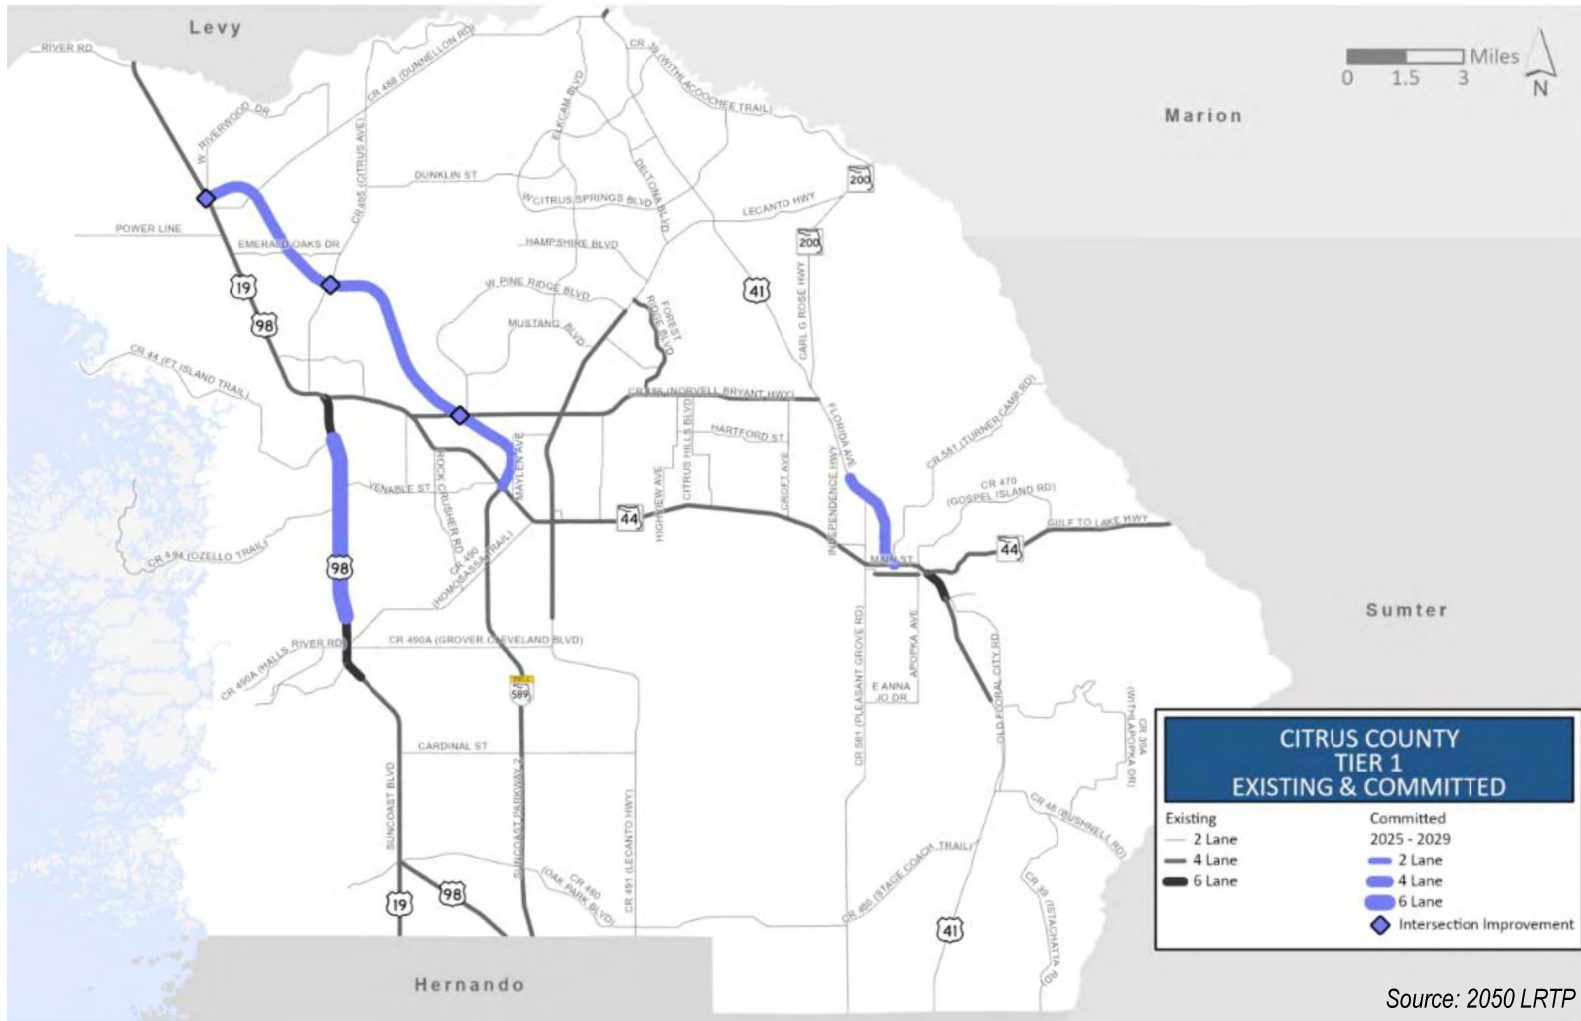 Levy
RIVER RD
CR 488 (DUNNELLON RD)
CR 39 (WITHLACOOCHEE TRAIL)
Miles
0 1.5 3
N
Marion
W RIVERWOOD DR
CR 495 (CITRUS AVE)
ELKCAM BLVD
DELTONA BLVD
DUNKLIN ST
200
W CITRUS SPRINGS BLVD
LECANTO HWY
POWER LINE
EMERALD OAKS DR
HAMPSHIRE BLVD
200
19
W PINE RIDGE BLVD
41
98
MUSTANG BLVD
FOREST
RIDGE BLVD
CARL G ROSE HWY
CR 44 (FT ISLAND TRAIL)
CR 486 (NORVELL BRYANT HWY)
CR 581 (TURNER CAMP RD)
FLORIDA AVE
HARTFORD ST
CITRUS HILLS BLVD
MAYLEN AVE
ROCK CRUSHER RD
VENABLE ST
HIGHVIEW AVE
CROFT AVE
INDEPENDENCE HWY
CR 470
(GOSPEL ISLAND RD)
44
GULF TO LAKE HWY
44
CR 494 (OZELLO TRAIL)
MAIN ST
98
CR 490
(HOMOSASSA TRAIL)
Sumter
CR 490A (HALLS RIVER RD)
CR 490A (GROVER CLEVELAND BLVD)
CR 581 (PLEASANT GROVE RD)
APOPKA AVE
OLD FLORAL CITY RD
TOLL
589
E ANNA
JO DR
CR 39A
(WITHLAPOPKA DR)
CARDINAL ST
SUNCOAST BLVD
SUNCOAST PARKWAY 2
CR 491 (LECANTO HWY)
CR 48 (BUSHNELL RD)
CR 480 (STAGE COACH TRAIL)
CR 480
(OAK PARK BLVD)
CR 39 (ISTACHATTA RD)
98
19
41
Hernando
CITRUS COUNTY
TIER 1
EXISTING & COMMITTED
Existing
2 Lane
4 Lane
6 Lane
Committed
2025 - 2029
2 Lane
4 Lane
6 Lane
Intersection Improvement
Source: 2050 LRTP